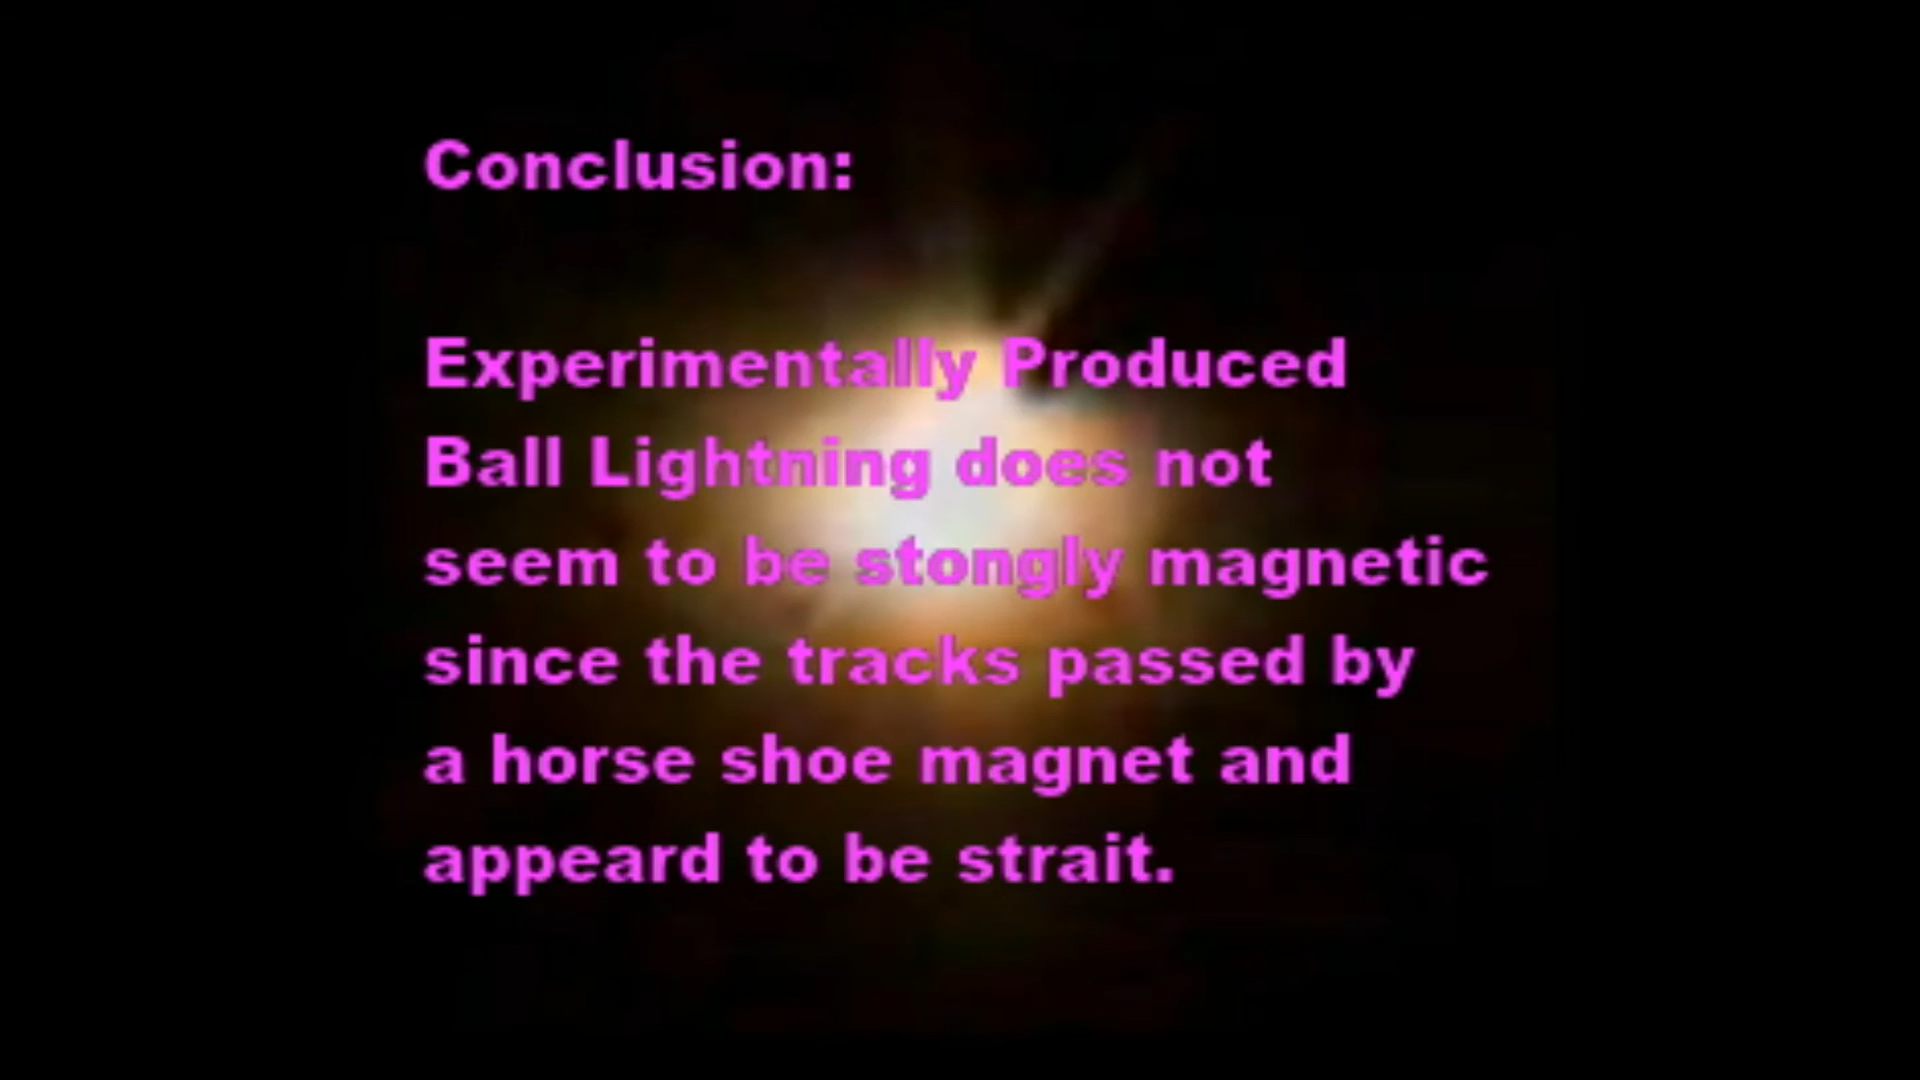 Conclusion:
Experimentally Produced
Ball Lightning does not
seem to be stongly magnetic
since the tracks passed by
a horse shoe magnet and
appeard to be strait.